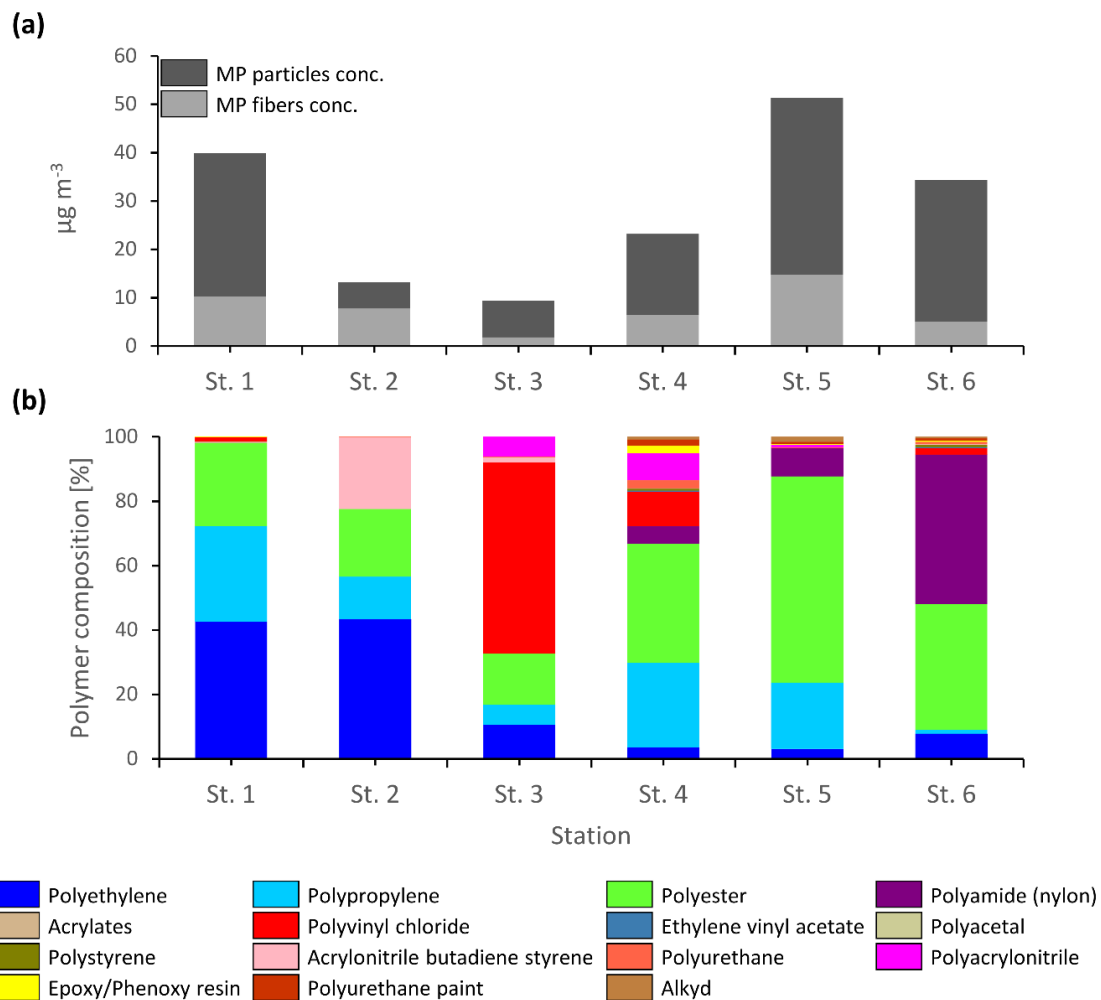 (a)
60
50
40
30
20
10
0
µg m⁻³
MP particles conc.
MP fibers conc.
St. 1 St. 2 St. 3 St. 4 St. 5 St. 6
(b)
100
80
60
40
20
0
Polymer composition [%]
St. 1 St. 2 St. 3 St. 4 St. 5 St. 6
Station
Polyethylene Polypropylene Polyester Polyamide (nylon)
Acrylates Polyvinyl chloride Ethylene vinyl acetate Polyacetal
Polystyrene Acrylonitrile butadiene styrene Polyurethane Polyacrylonitrile
Epoxy/Phenoxy resin Polyurethane paint Alkyd